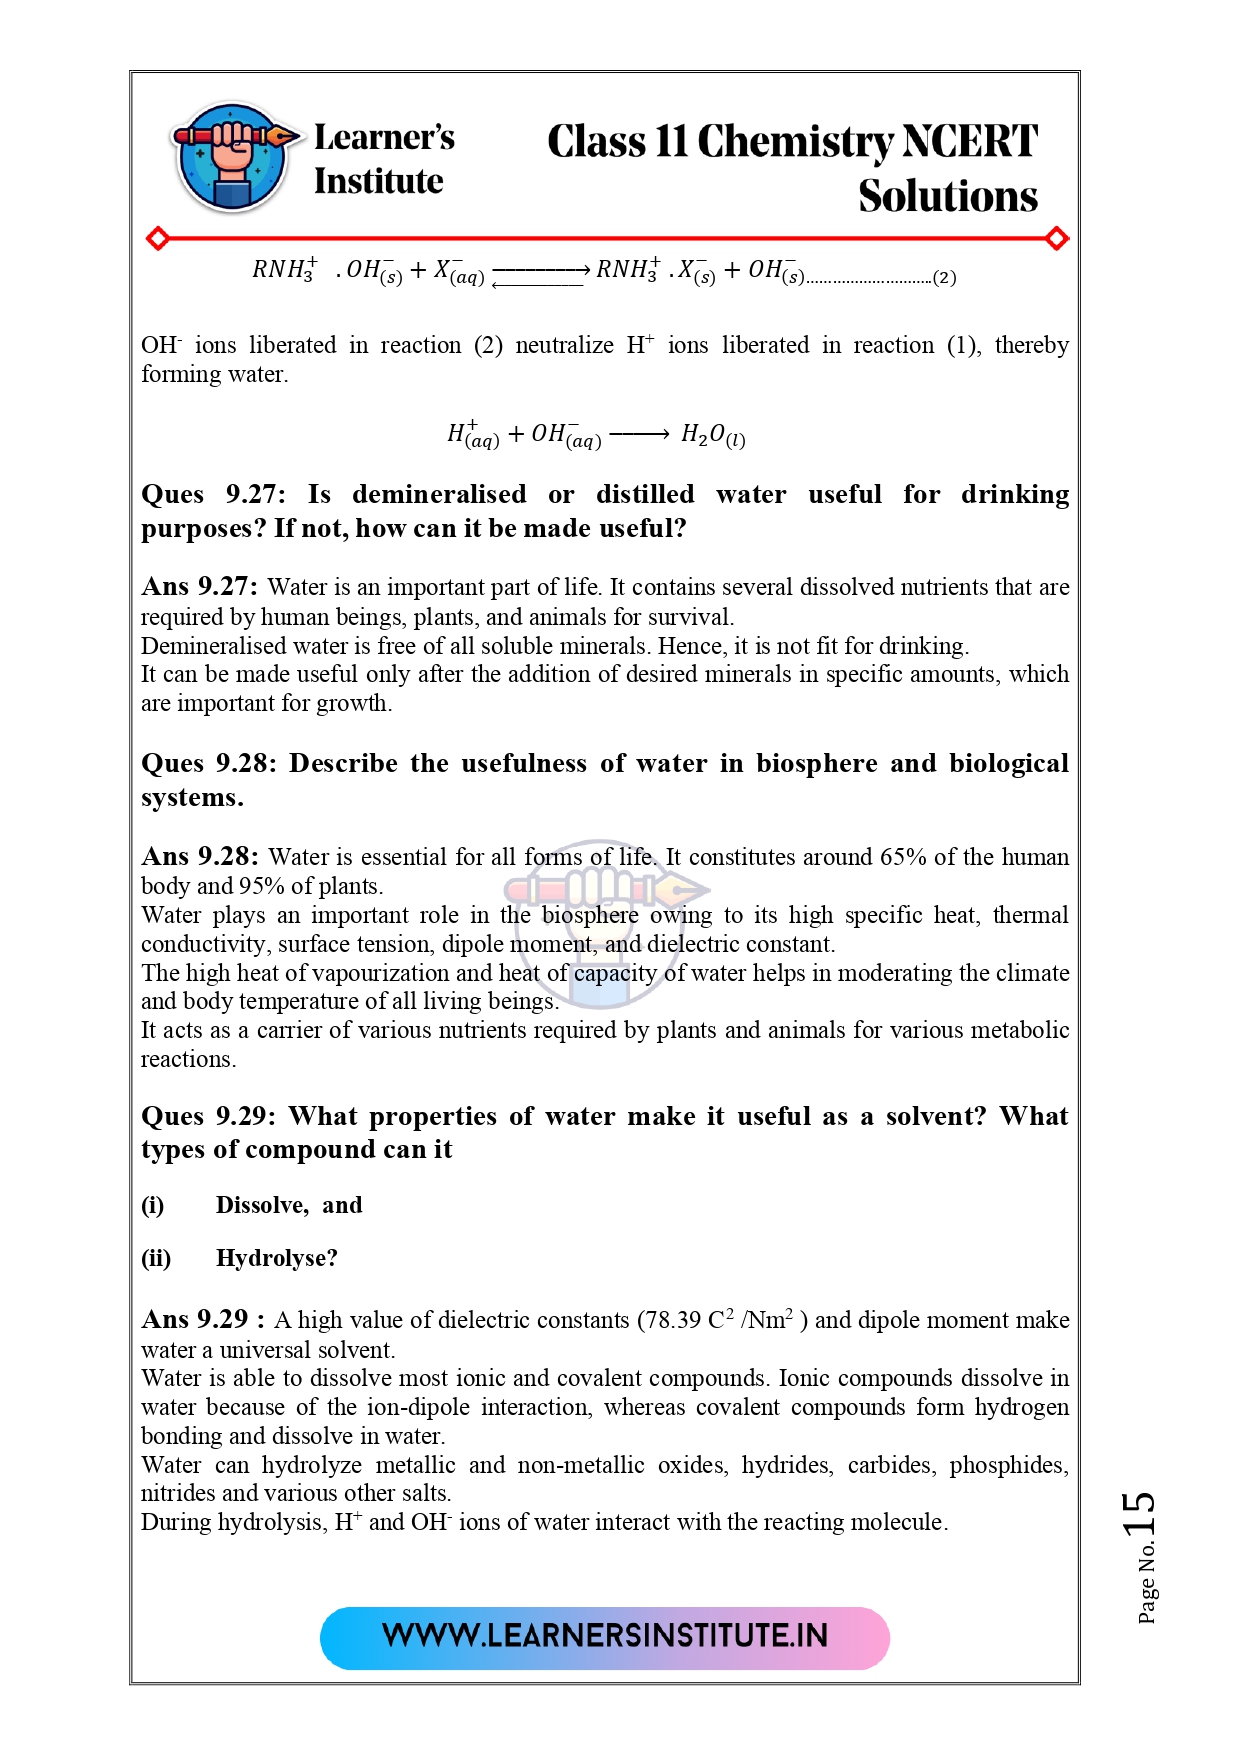 Learner's
Institute
Class 11 Chemistry NCERT
Solutions
RNH₃⁺ . OH⁻(s) + X⁻(aq) ⇌ RNH₃⁺ . X⁻(s) + OH⁻(s)............................(2)
OH⁻ ions liberated in reaction (2) neutralize H⁺ ions liberated in reaction (1), thereby
forming water.
H⁺(aq) + OH⁻(aq) ⟶ H₂O(l)
Ques 9.27: Is demineralised or distilled water useful for drinking
purposes? If not, how can it be made useful?
Ans 9.27: Water is an important part of life. It contains several dissolved nutrients that are
required by human beings, plants, and animals for survival.
Demineralised water is free of all soluble minerals. Hence, it is not fit for drinking.
It can be made useful only after the addition of desired minerals in specific amounts, which
are important for growth.
Ques 9.28: Describe the usefulness of water in biosphere and biological
systems.
Ans 9.28: Water is essential for all forms of life. It constitutes around 65% of the human
body and 95% of plants.
Water plays an important role in the biosphere owing to its high specific heat, thermal
conductivity, surface tension, dipole moment, and dielectric constant.
The high heat of vapourization and heat of capacity of water helps in moderating the climate
and body temperature of all living beings.
It acts as a carrier of various nutrients required by plants and animals for various metabolic
reactions.
Ques 9.29: What properties of water make it useful as a solvent? What
types of compound can it
(i) Dissolve, and
(ii) Hydrolyse?
Ans 9.29 : A high value of dielectric constants (78.39 C² /Nm² ) and dipole moment make
water a universal solvent.
Water is able to dissolve most ionic and covalent compounds. Ionic compounds dissolve in
water because of the ion-dipole interaction, whereas covalent compounds form hydrogen
bonding and dissolve in water.
Water can hydrolyze metallic and non-metallic oxides, hydrides, carbides, phosphides,
nitrides and various other salts.
During hydrolysis, H⁺ and OH⁻ ions of water interact with the reacting molecule.
Page No.15
WWW.LEARNERSINSTITUTE.IN